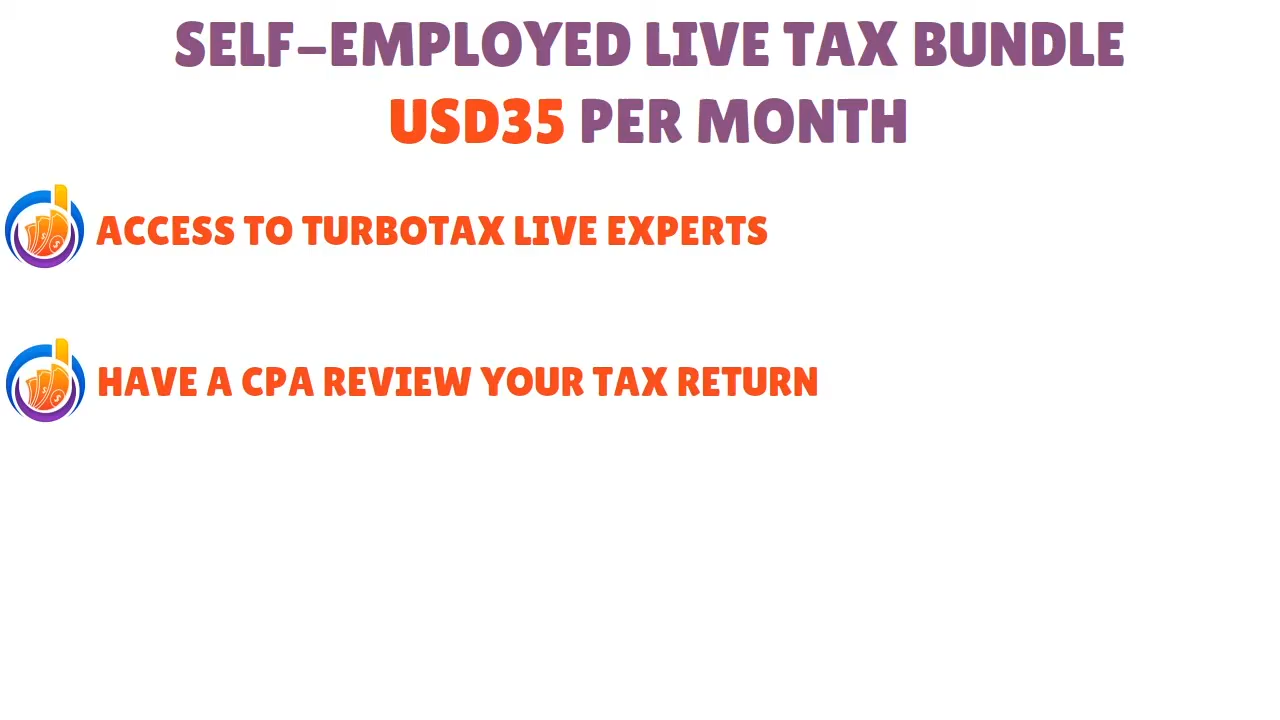 SELF-EMPLOYED LIVE TAX BUNDLE
USD35 PER MONTH
ACCESS TO TURBOTAX LIVE EXPERTS
HAVE A CPA REVIEW YOUR TAX RETURN